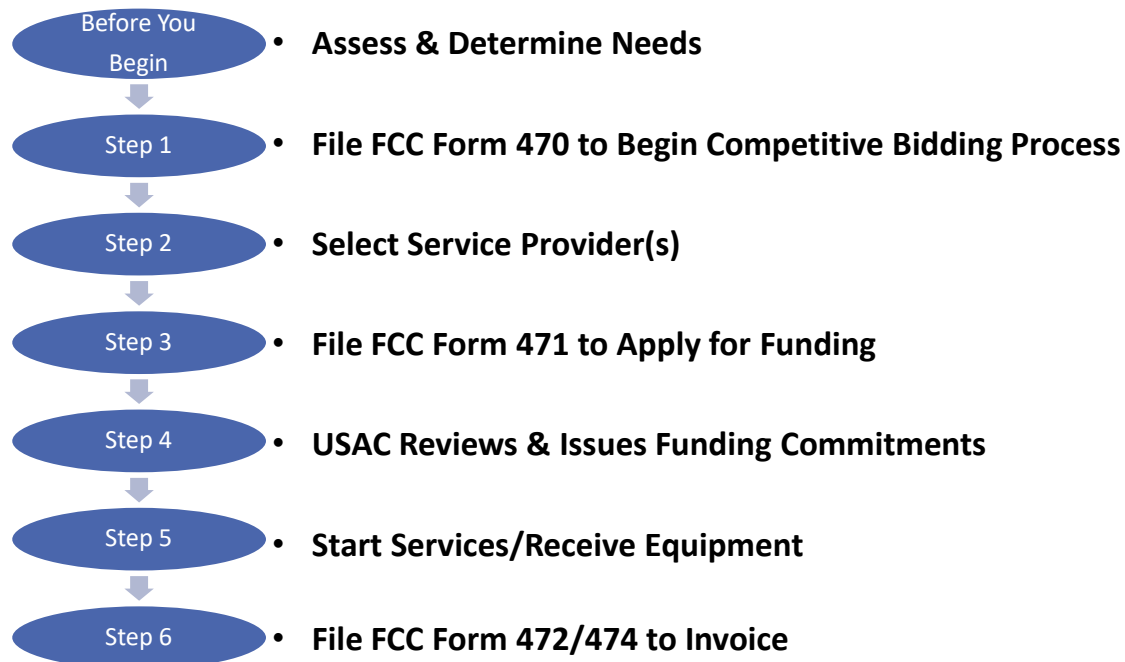 Before You
Begin
• Assess & Determine Needs
Step 1
• File FCC Form 470 to Begin Competitive Bidding Process
Step 2
• Select Service Provider(s)
Step 3
• File FCC Form 471 to Apply for Funding
Step 4
• USAC Reviews & Issues Funding Commitments
Step 5
• Start Services/Receive Equipment
Step 6
• File FCC Form 472/474 to Invoice